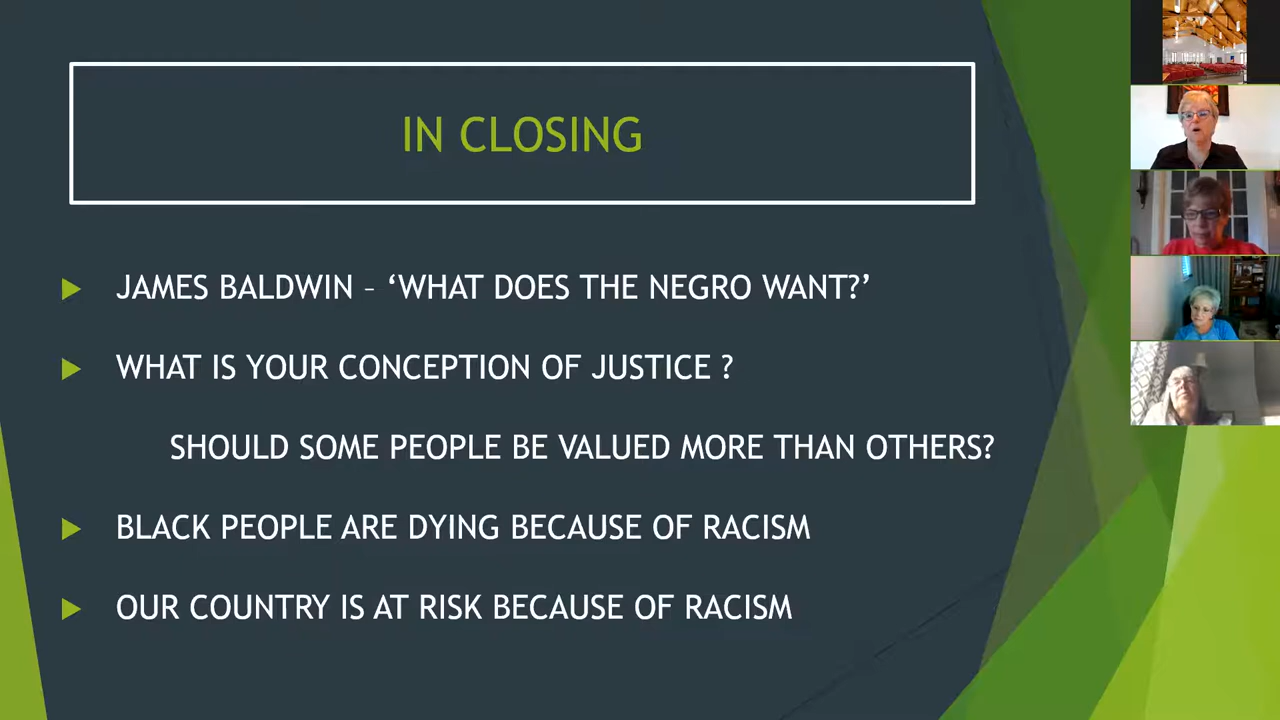 IN CLOSING
JAMES BALDWIN – ‘WHAT DOES THE NEGRO WANT?’
WHAT IS YOUR CONCEPTION OF JUSTICE ?
SHOULD SOME PEOPLE BE VALUED MORE THAN OTHERS?
BLACK PEOPLE ARE DYING BECAUSE OF RACISM
OUR COUNTRY IS AT RISK BECAUSE OF RACISM